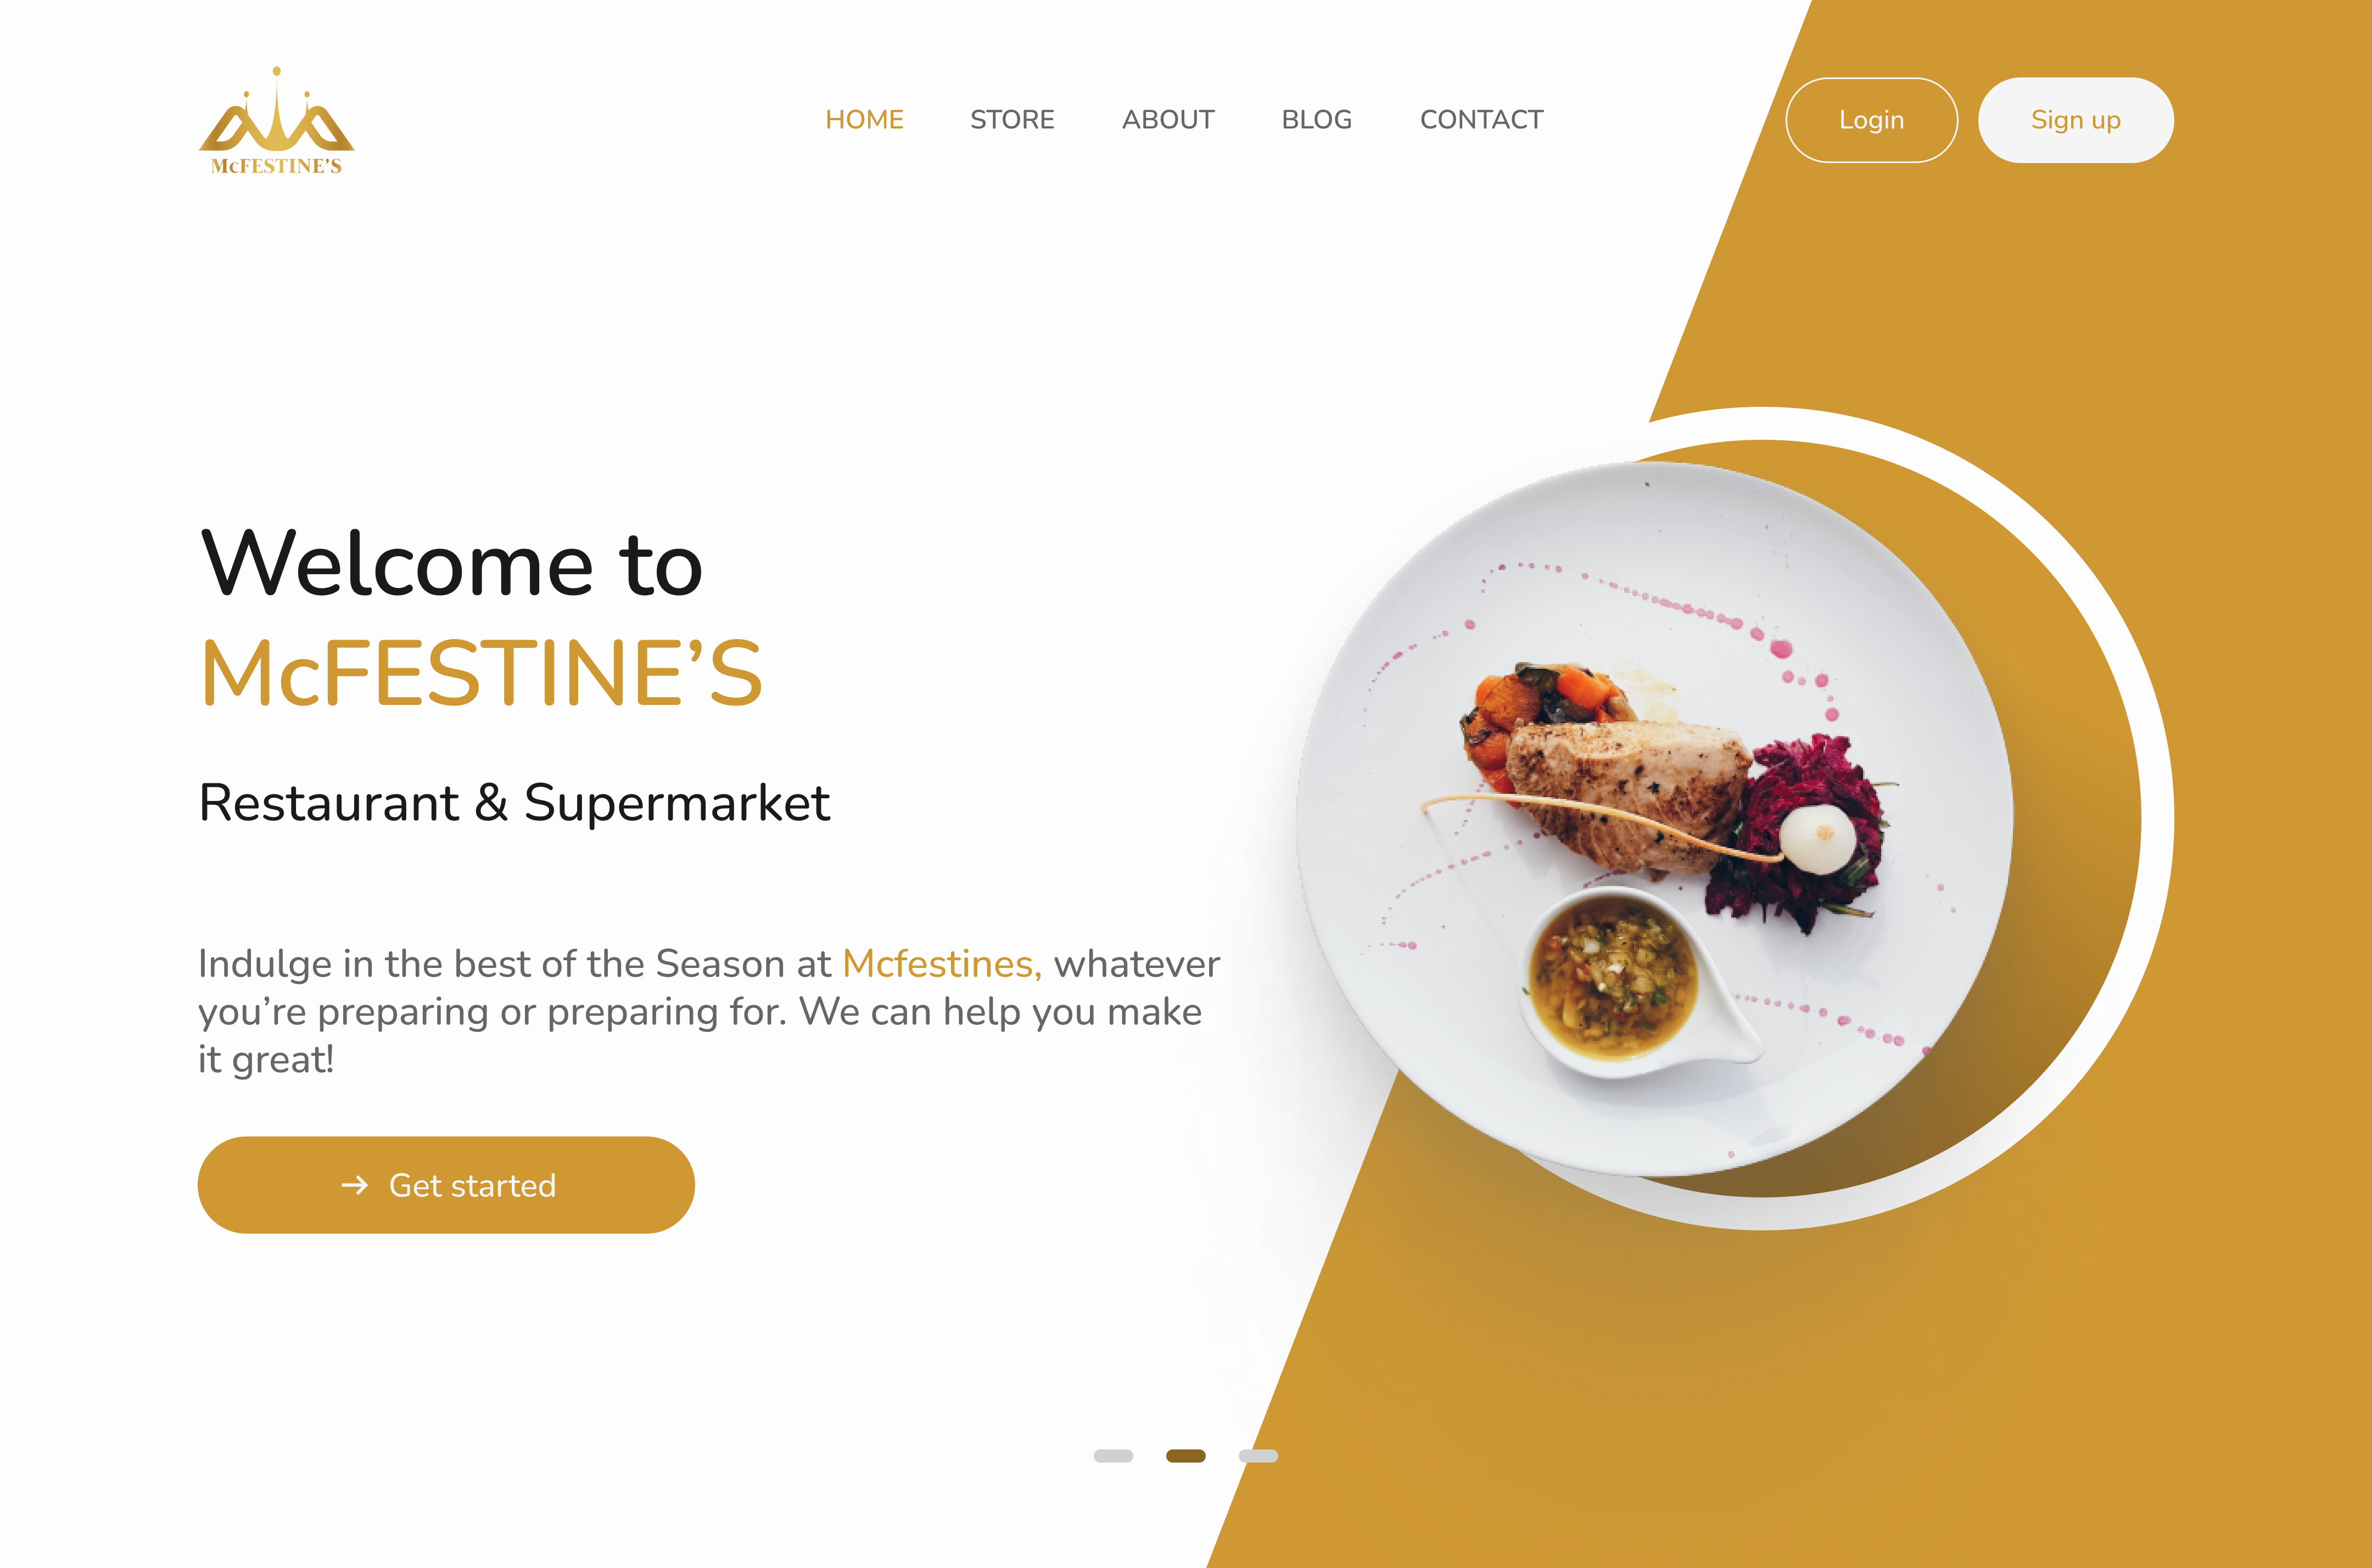 McFESTINE'S
HOME STORE ABOUT BLOG CONTACT
Login Sign up
Welcome to
McFESTINE’S
Restaurant & Supermarket
Indulge in the best of the Season at Mcfestines, whatever
you’re preparing or preparing for. We can help you make
it great!
Get started